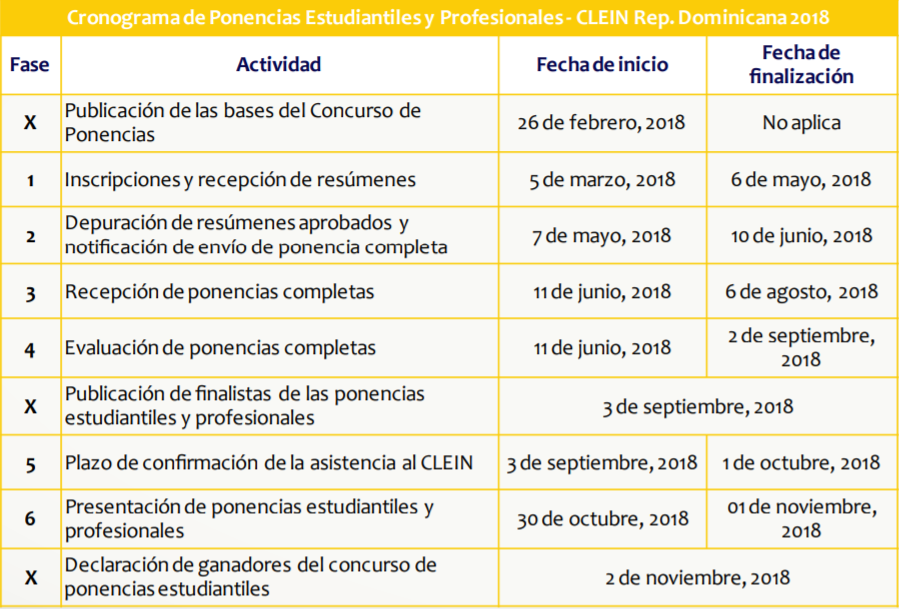 Cronograma de Ponencias Estudiantiles y Profesionales - CLEIN Rep. Dominicana 2018
Fase
Actividad
Fecha de inicio
Fecha de
finalización
X
Publicación de las bases del Concurso de
Ponencias
26 de febrero, 2018
No aplica
1
Inscripciones y recepción de resúmenes
5 de marzo, 2018
6 de mayo, 2018
2
Depuración de resúmenes aprobados y
notificación de envío de ponencia completa
7 de mayo, 2018
10 de junio, 2018
3
Recepción de ponencias completas
11 de junio, 2018
6 de agosto, 2018
4
Evaluación de ponencias completas
11 de junio, 2018
2 de septiembre,
2018
X
Publicación de finalistas de las ponencias
estudiantiles y profesionales
3 de septiembre, 2018
5
Plazo de confirmación de la asistencia al CLEIN
3 de septiembre, 2018
1 de octubre, 2018
6
Presentación de ponencias estudiantiles y
profesionales
30 de octubre, 2018
01 de noviembre,
2018
X
Declaración de ganadores del concurso de
ponencias estudiantiles
2 de noviembre, 2018